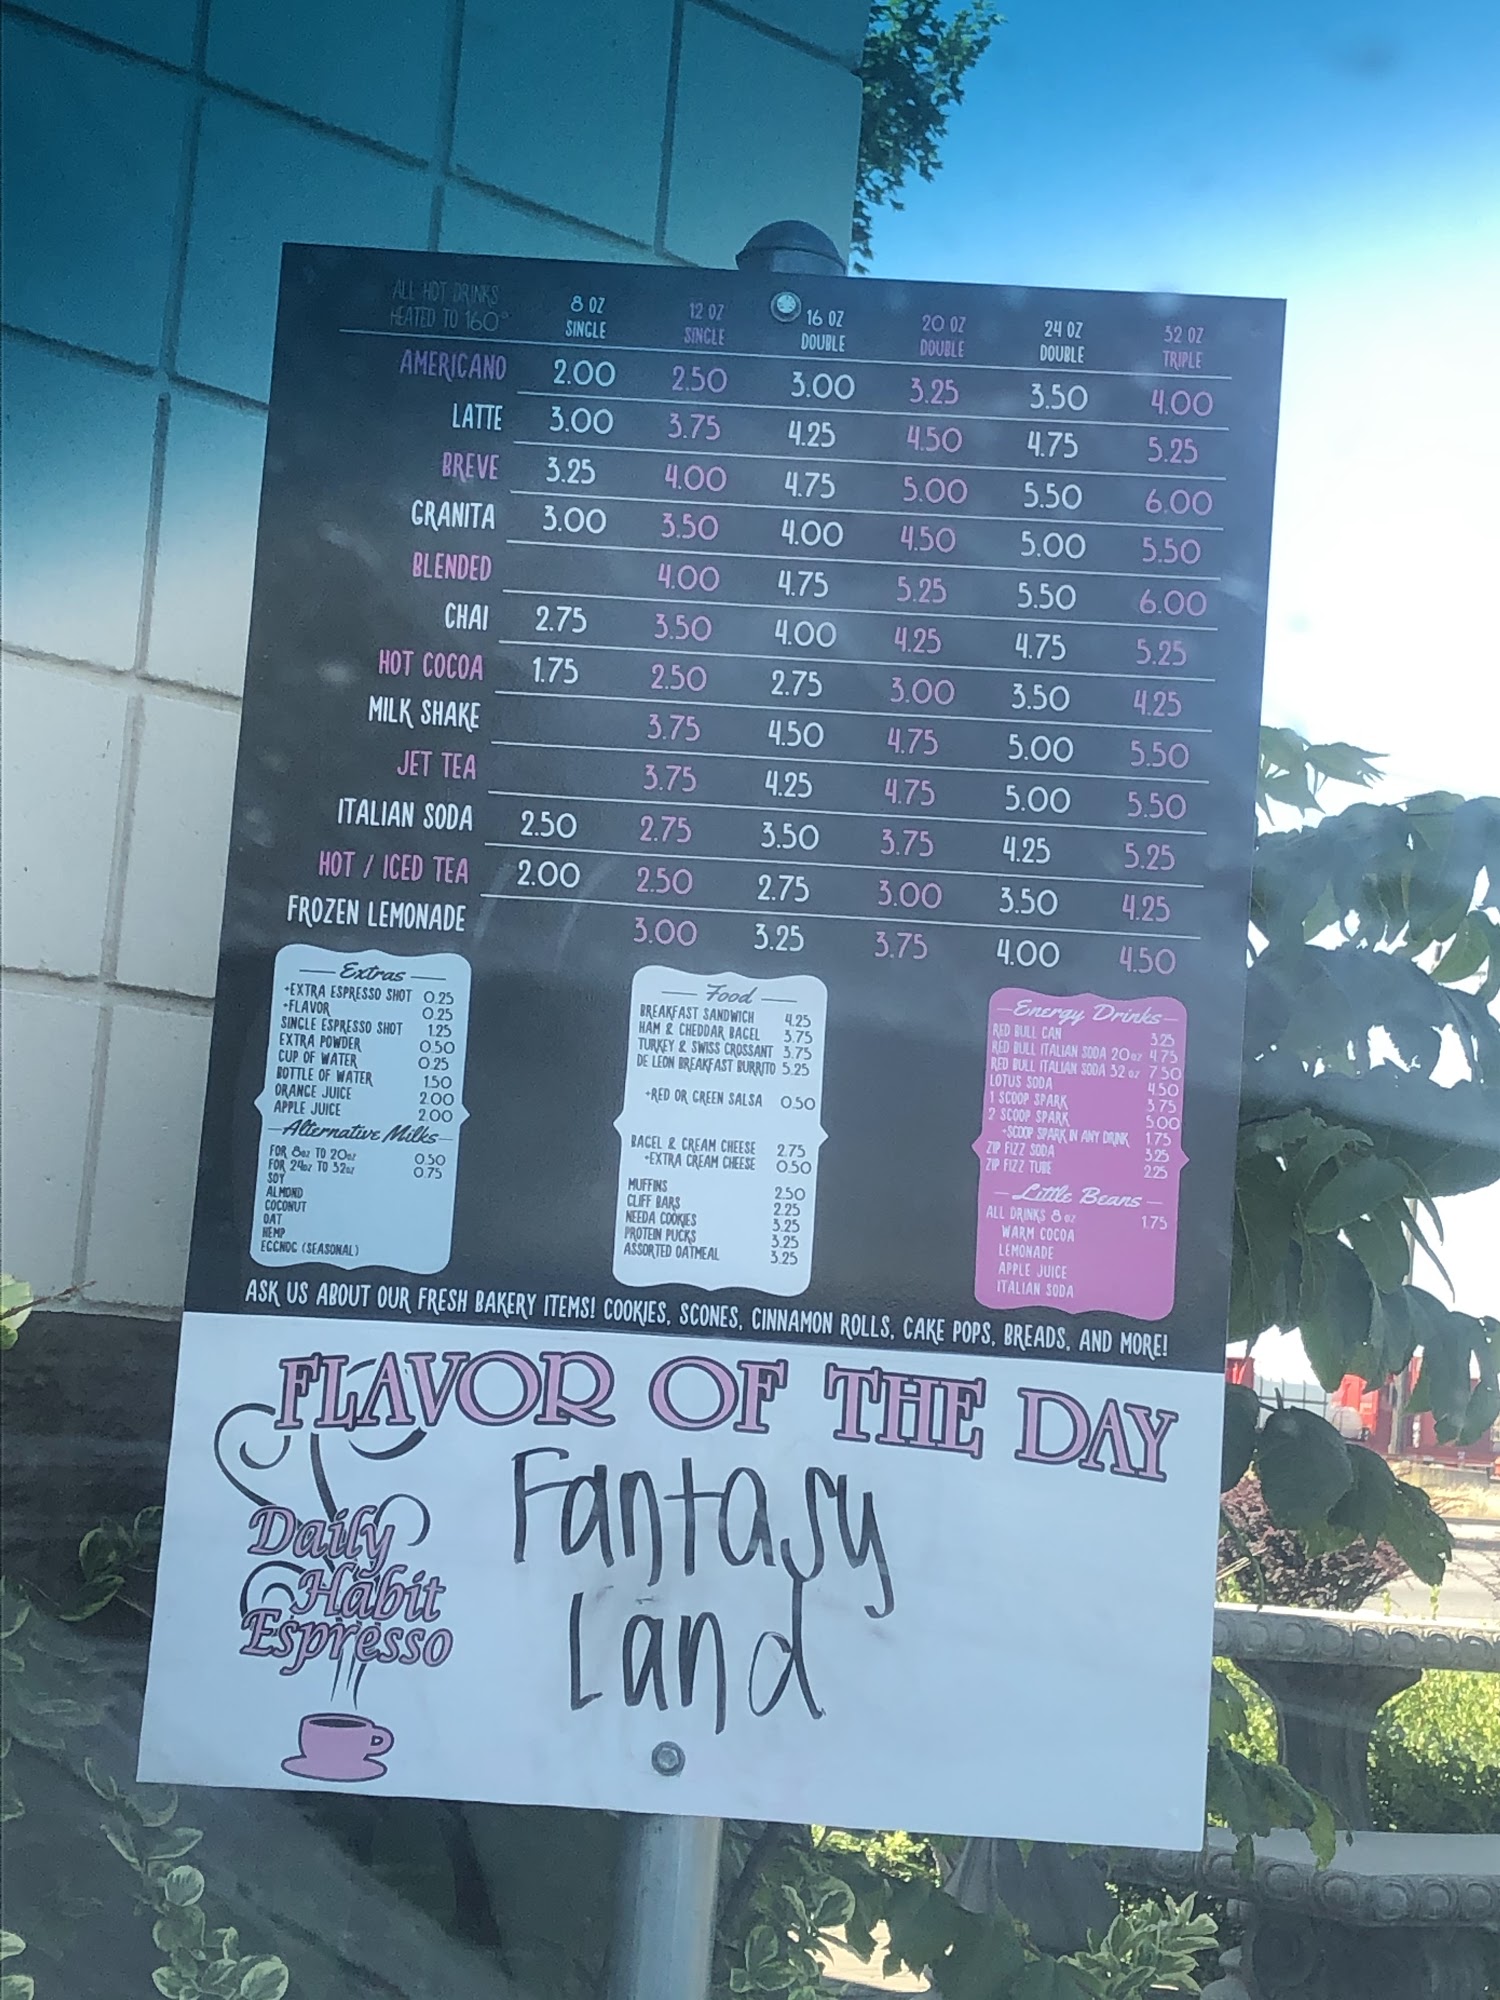 ALL HOT DRINKS
HEATED TO 160°
8 OZ SINGLE 12 OZ SINGLE 16 OZ DOUBLE 20 OZ DOUBLE 24 OZ DOUBLE 32 OZ TRIPLE
AMERICANO 2.00 2.50 3.00 3.25 3.50 4.00
LATTE 3.00 3.75 4.25 4.50 4.75 5.25
BREVE 3.25 4.00 4.75 5.00 5.50 6.00
GRANITA 3.00 3.50 4.00 4.50 5.00 5.50
BLENDED 4.00 4.75 5.25 5.50 6.00
CHAI 2.75 3.50 4.00 4.25 4.75 5.25
HOT COCOA 1.75 2.50 2.75 3.00 3.50 4.25
MILK SHAKE 3.75 4.50 4.75 5.00 5.50
JET TEA 3.75 4.25 4.75 5.00 5.50
ITALIAN SODA 2.50 2.75 3.50 3.75 4.25 5.25
HOT / ICED TEA 2.00 2.50 2.75 3.00 3.50 4.25
FROZEN LEMONADE 3.00 3.25 3.75 4.00 4.50
Extras
+EXTRA ESPRESSO SHOT 0.25
+FLAVOR 0.25
SINGLE ESPRESSO SHOT 1.25
EXTRA POWDER 0.50
CUP OF WATER 0.25
BOTTLE OF WATER 1.50
ORANGE JUICE 2.00
APPLE JUICE 2.00
Alternative Milks
FOR 8oz TO 20oz 0.50
FOR 24oz TO 32oz 0.75
SOY
ALMOND
COCONUT
OAT
HEMP
EGGNOG (SEASONAL)
Food
BREAKFAST SANDWICH 4.25
HAM & CHEDDAR BAGEL 3.75
TURKEY & SWISS CROSSANT 3.75
DE LEON BREAKFAST BURRITO 5.25
+RED OR GREEN SALSA 0.50
BAGEL & CREAM CHEESE 2.75
+EXTRA CREAM CHEESE 0.50
MUFFINS 2.50
CLIFF BARS 2.25
NEEDA COOKIES 3.25
PROTEIN PUCKS 3.25
ASSORTED OATMEAL 3.25
Energy Drinks
RED BULL CAN 3.25
RED BULL ITALIAN SODA 20oz 4.75
RED BULL ITALIAN SODA 32oz 7.50
LOTUS SODA 4.50
1 SCOOP SPARK 3.75
2 SCOOP SPARK 5.00
+SCOOP SPARK IN ANY DRINK 1.75
ZIP FIZZ SODA 3.25
ZIP FIZZ TUBE 2.25
Little Beans
ALL DRINKS 8oz 1.75
WARM COCOA
LEMONADE
APPLE JUICE
ITALIAN SODA
ASK US ABOUT OUR FRESH BAKERY ITEMS! COOKIES, SCONES, CINNAMON ROLLS, CAKE POPS, BREADS, AND MORE!
FLAVOR OF THE DAY
Fantasy
Land
Daily
Habit
Espresso